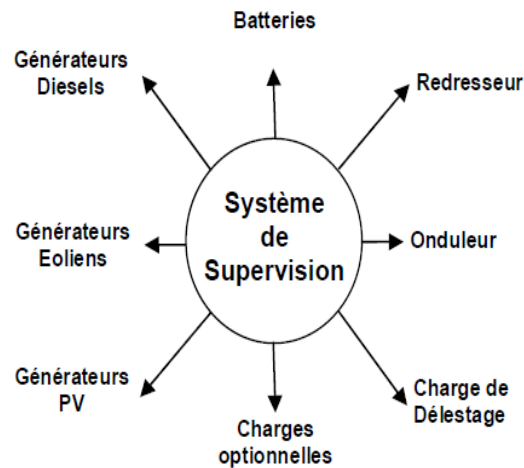 Batteries
Générateurs
Diesels
Redresseur
Système
de
Supervision
Générateurs
Eoliens
Onduleur
Générateurs
PV
Charges
optionnelles
Charge de
Délestage